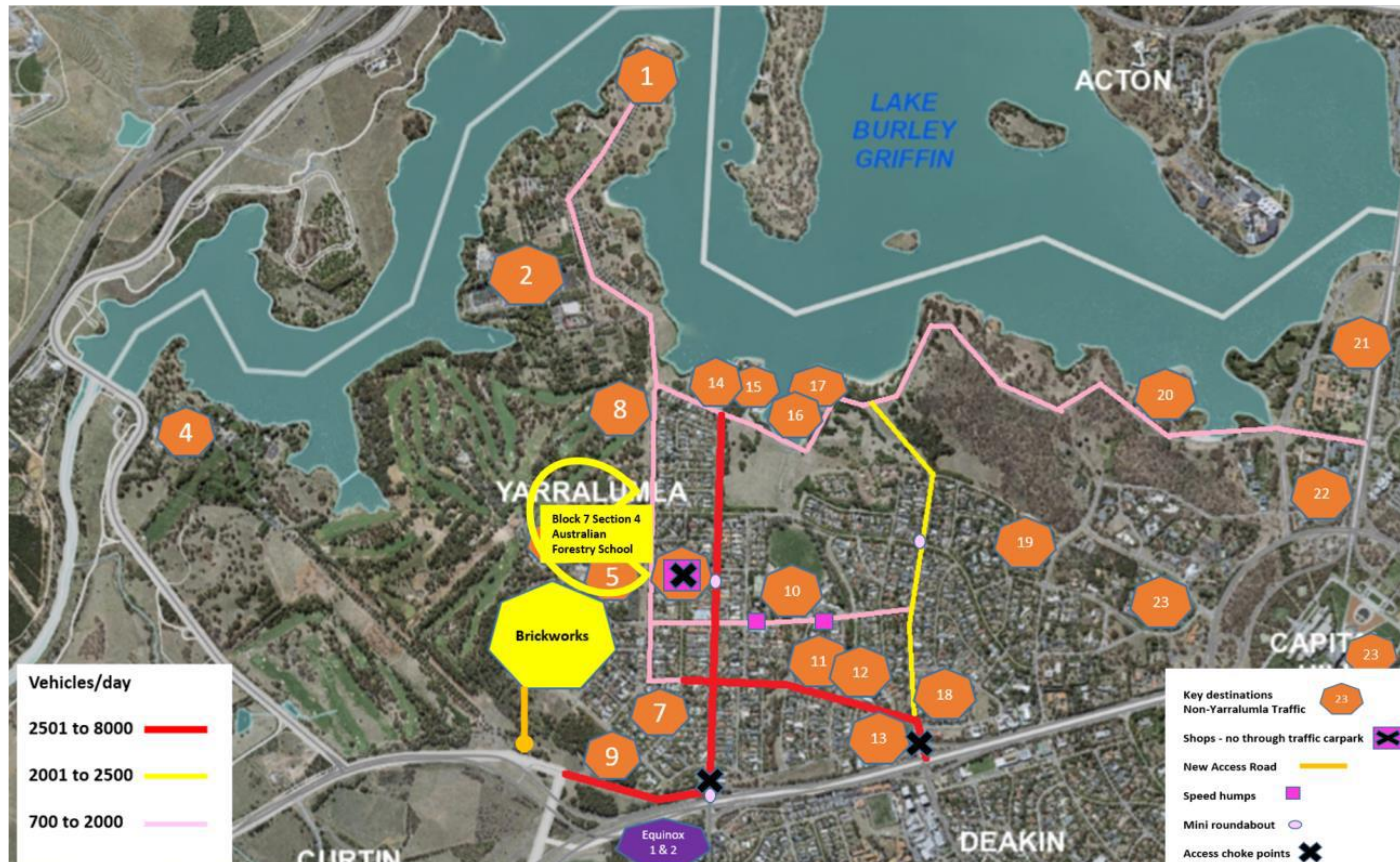 1
ACTON
LAKE
BURLEY
GRIFFIN
2
21
14
15
17
20
8
16
4
YARRALUMLA
22
Block 7 Section 4
Australian
Forestry School
19
5
10
23
Brickworks
11
12
23
Vehicles/day
18
7
13
9
2501 to 8000
2001 to 2500
700 to 2000
Equinox
1 & 2
DEAKIN
Key destinations
Non-Yarralumla Traffic
23
Shops - no through traffic carpark
New Access Road
Speed humps
Mini roundabout
Access choke points